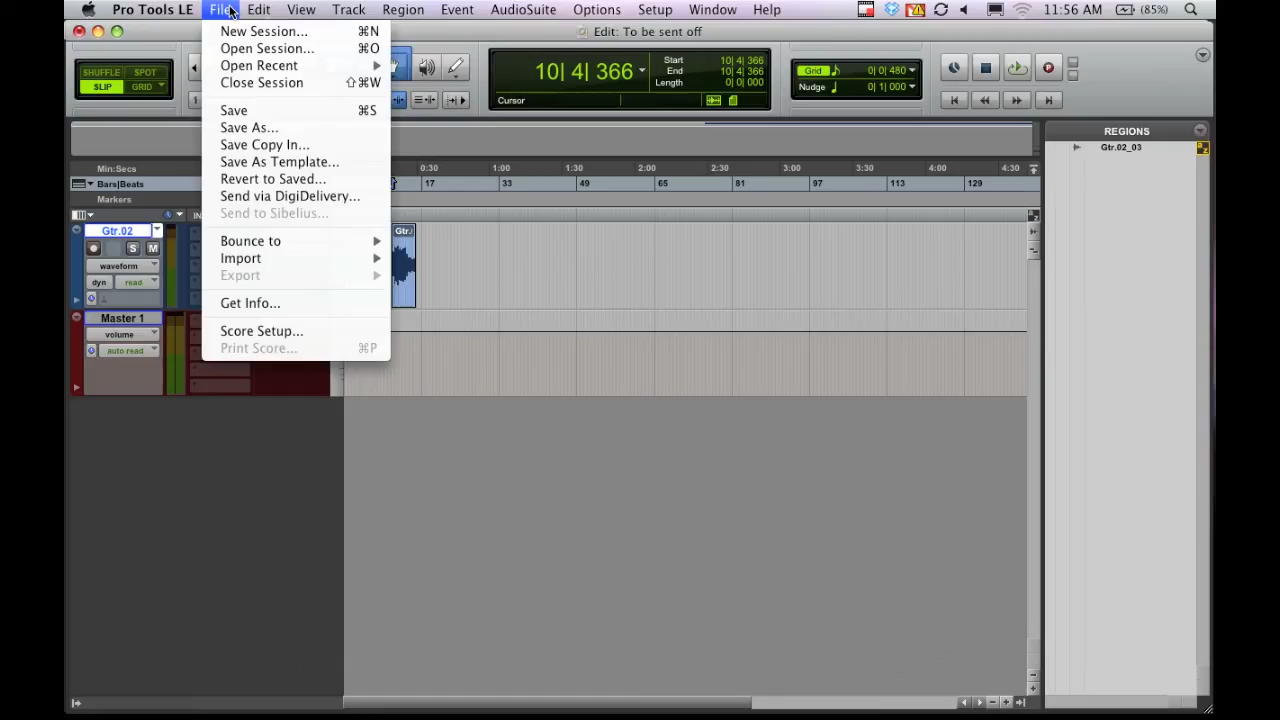 Pro Tools LE File Edit View Track Region Event AudioSuite Options Setup Window Help 11:56 AM (85%)
Edit: To be sent off
New Session... ⌘N
Open Session... ⌘O
Open Recent
Close Session ⇧⌘W
Save ⌘S
Save As...
Save Copy In...
Save As Template...
Revert to Saved...
Send via DigiDelivery...
Send to Sibelius...
Bounce to
Import
Export
Get Info...
Score Setup...
Print Score... ⌘P
SHUFFLE SPOT
SLIP GRID
10| 4| 366
Start 10| 4| 366
End 10| 4| 366
Length 0| 0| 000
Cursor
Grid 0| 0| 480
Nudge 0| 1| 000
REGIONS
Gtr.02_03
Min:Secs 0:30 1:00 1:30 2:00 2:30 3:00 3:30 4:00 4:30
Bars|Beats 17 33 49 65 81 97 113 129
Markers
Gtr.02
S M
waveform
dyn read
Gtr.
Master 1
volume
auto read